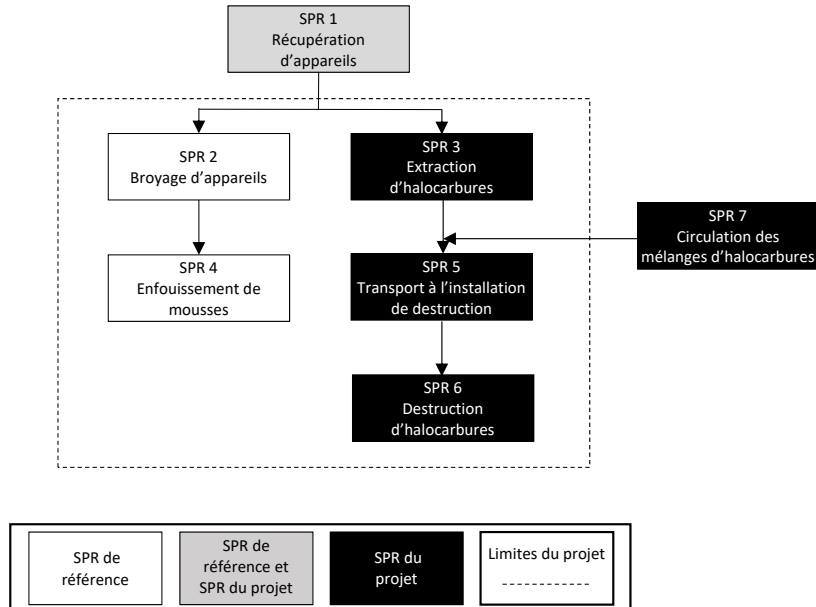 SPR 1
Récupération
d'appareils
SPR 2
Broyage d'appareils
SPR 3
Extraction
d'halocarbures
SPR 7
Circulation des
mélanges d'halocarbures
SPR 4
Enfouissement de
mousses
SPR 5
Transport à l'installation
de destruction
SPR 6
Destruction
d'halocarbures
SPR de
référence
SPR de
référence et
SPR du projet
SPR du
projet
Limites du projet